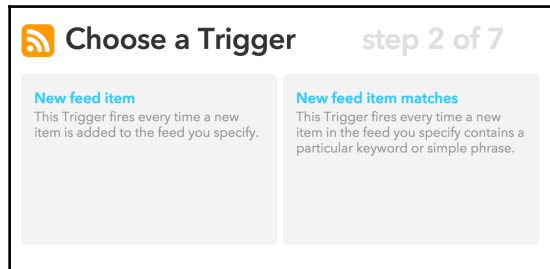 Choose a Trigger step 2 of 7
New feed item
This Trigger fires every time a new
item is added to the feed you specify.
New feed item matches
This Trigger fires every time a new
item in the feed you specify contains a
particular keyword or simple phrase.